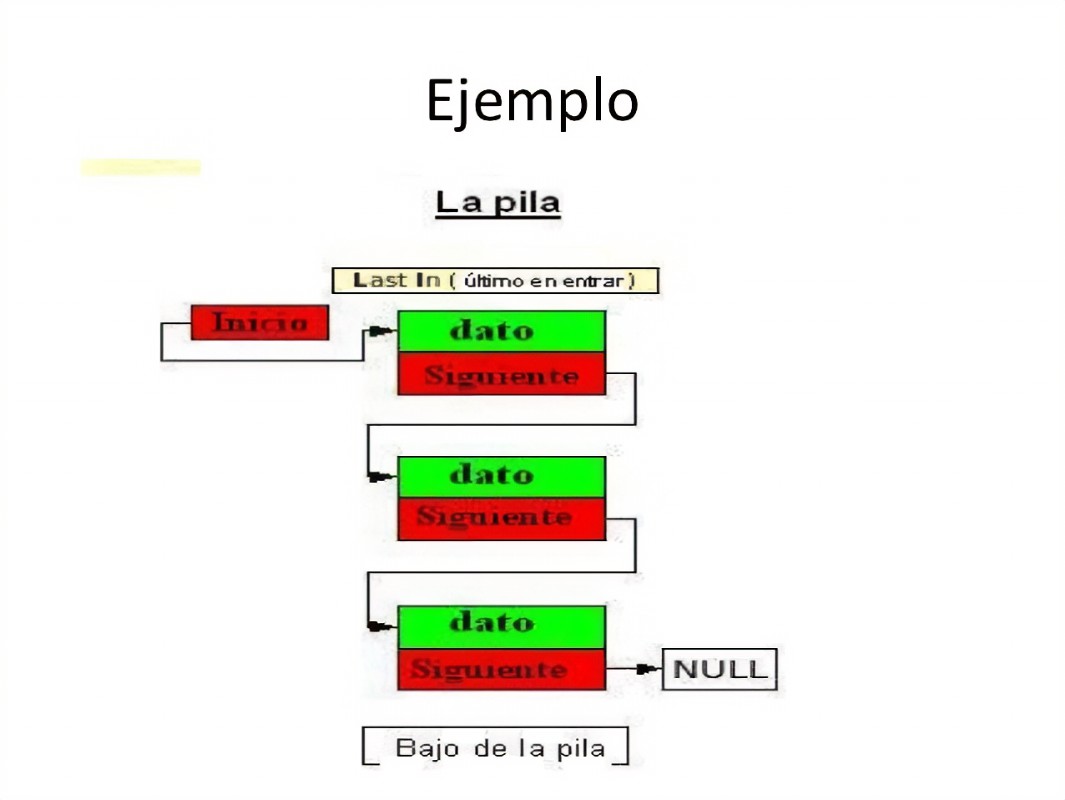 Ejemplo
La pila
Last In ( último en entrar )
Inicio
dato
Siguiente
dato
Siguiente
dato
Siguiente
NULL
Bajo de la pila